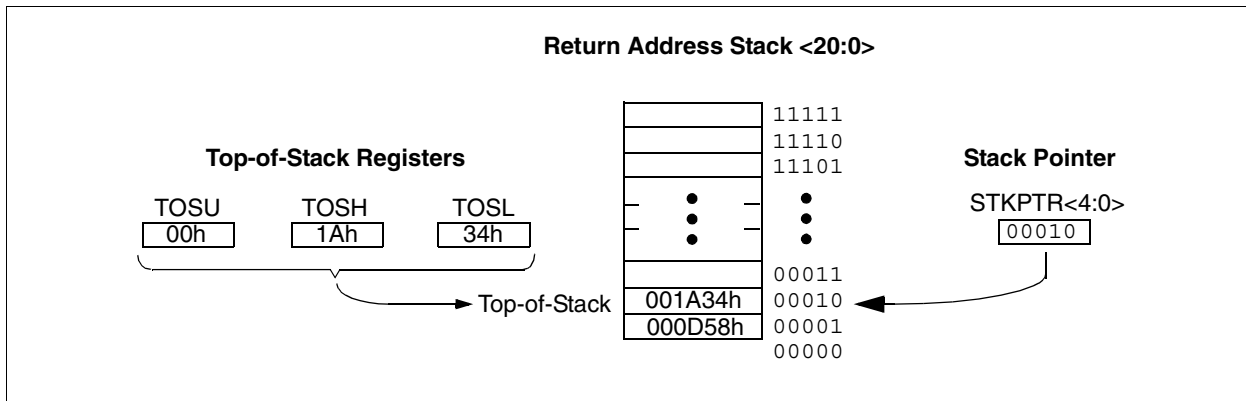 Return Address Stack <20:0>
Top-of-Stack Registers
TOSU TOSH TOSL
00h 1Ah 34h
Top-of-Stack
11111
11110
11101
00011
001A34h 00010
000D58h 00001
00000
Stack Pointer
STKPTR<4:0>
00010